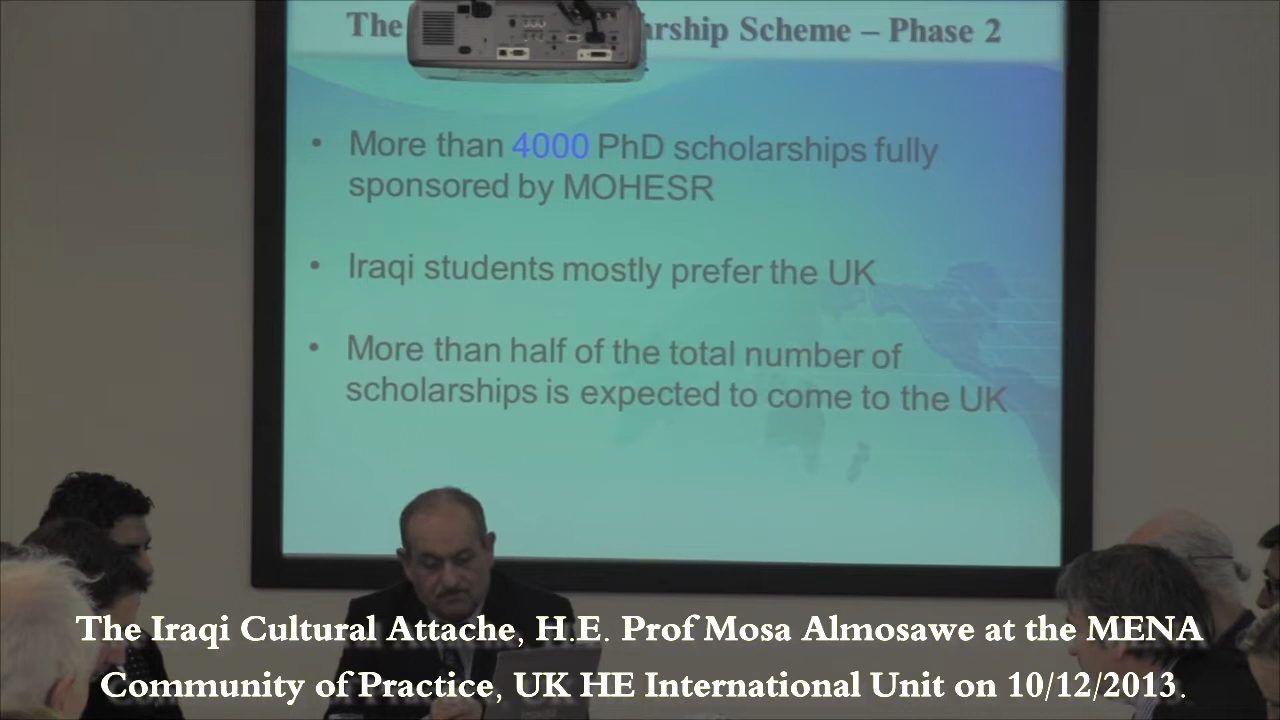 The rship Scheme – Phase 2
• More than 4000 PhD scholarships fully
sponsored by MOHESR
• Iraqi students mostly prefer the UK
• More than half of the total number of
scholarships is expected to come to the UK
The Iraqi Cultural Attache, H.E. Prof Mosa Almosawe at the MENA
Community of Practice, UK HE International Unit on 10/12/2013.